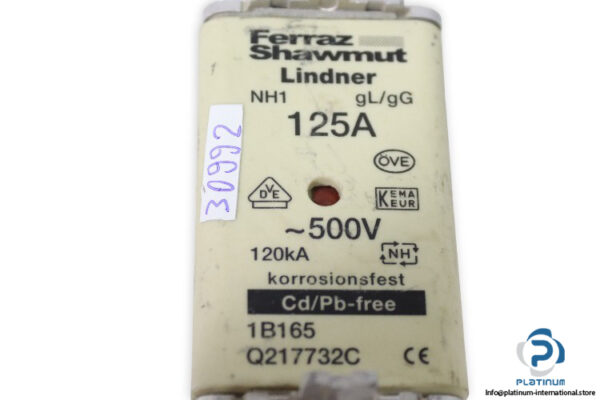 Ferraz
Shawmut
Lindner
NH1 gL/gG
125A
ÖVE
30992
VDE
KEMA
KEUR
~500V
120kA NH
korrosionsfest
Cd/Pb-free
1B165
Q217732C CE
PLATINUM
Info@platinum-international.store